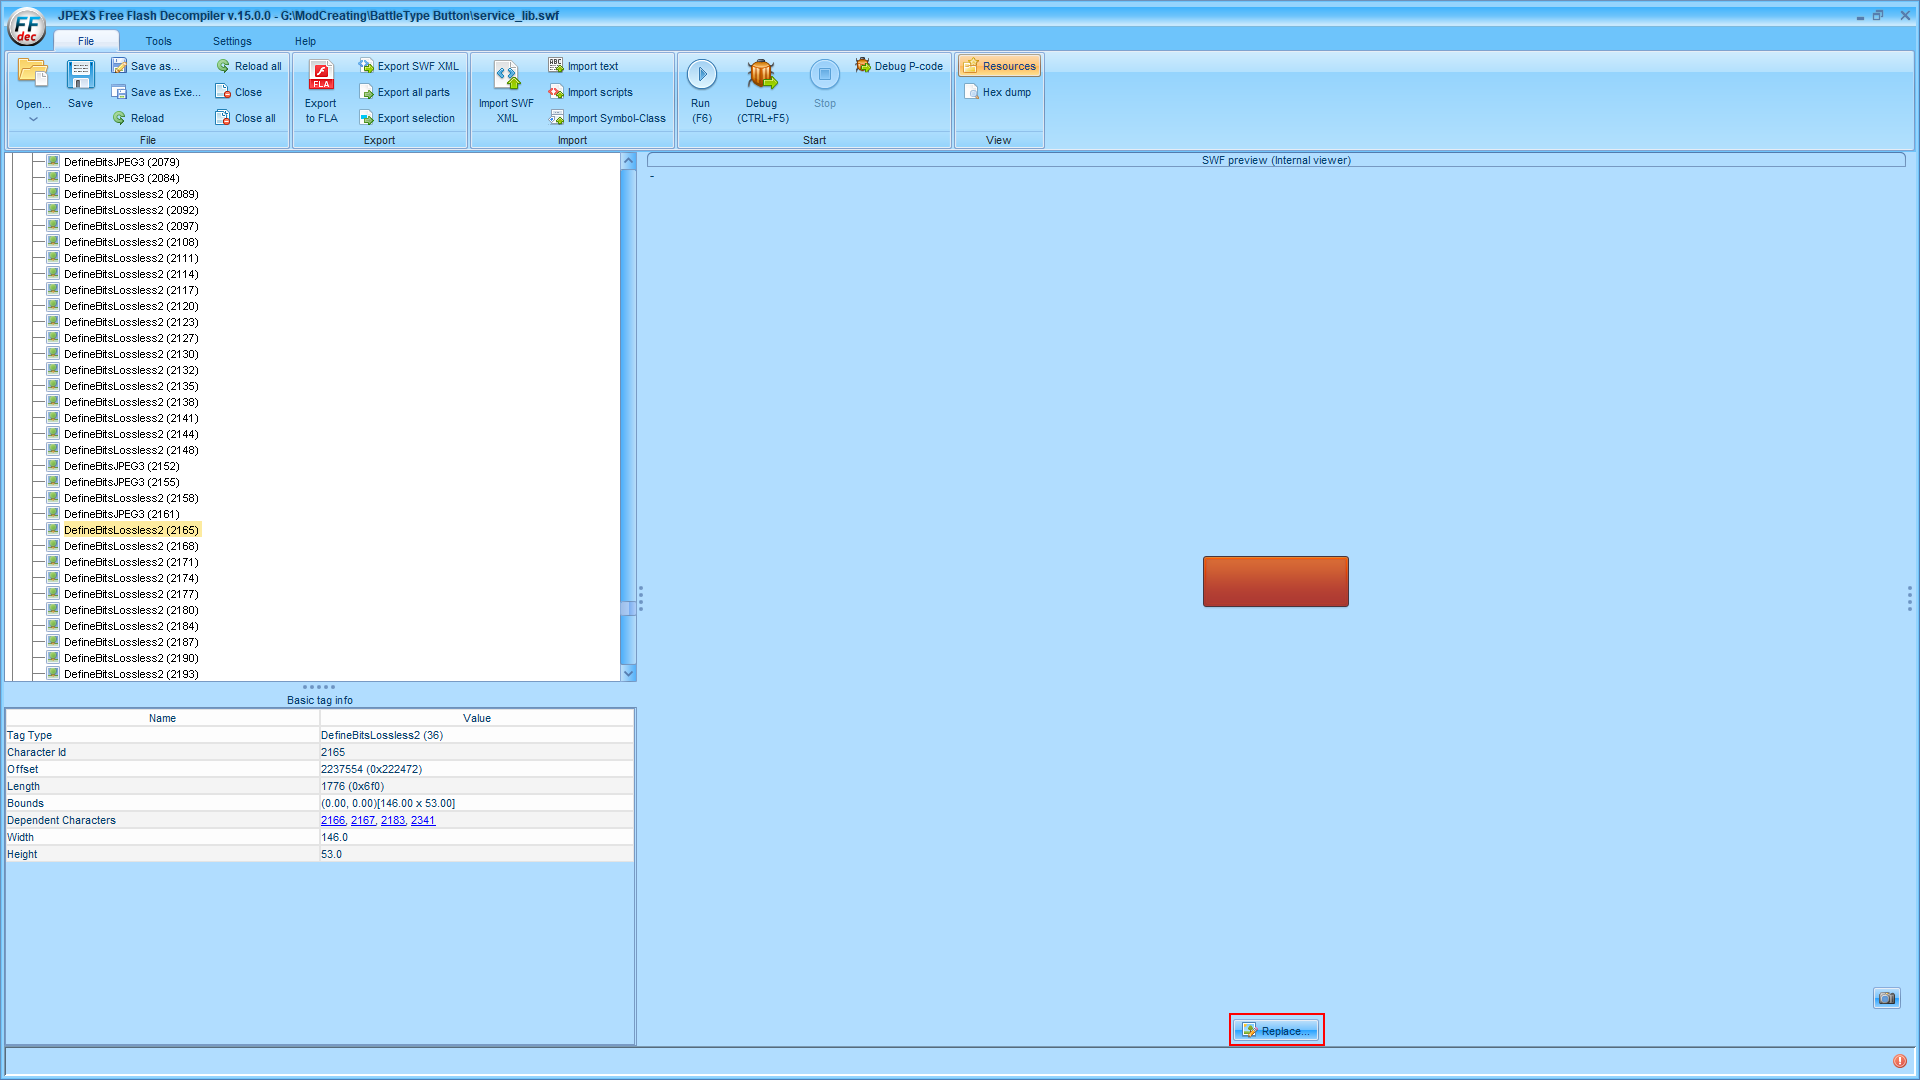 JPEXS Free Flash Decompiler v.15.0.0 - G:\ModCreating\BattleType Button\service_lib.swf
FF
dec
File Tools Settings Help
Open...
Save
Save as...
Save as Exe...
Reload
Reload all
Close
Close all
File
Export
to FLA
FLA
Export SWF XML
Export all parts
Export selection
Export
Import SWF
XML
ABC
Import text
Import scripts
Import Symbol-Class
Import
Run
(F6)
Debug
(CTRL+F5)
Stop
Debug P-code
Start
Resources
Hex dump
View
DefineBitsJPEG3 (2079)
DefineBitsJPEG3 (2084)
DefineBitsLossless2 (2089)
DefineBitsLossless2 (2092)
DefineBitsLossless2 (2097)
DefineBitsLossless2 (2108)
DefineBitsLossless2 (2111)
DefineBitsLossless2 (2114)
DefineBitsLossless2 (2117)
DefineBitsLossless2 (2120)
DefineBitsLossless2 (2123)
DefineBitsLossless2 (2127)
DefineBitsLossless2 (2130)
DefineBitsLossless2 (2132)
DefineBitsLossless2 (2135)
DefineBitsLossless2 (2138)
DefineBitsLossless2 (2141)
DefineBitsLossless2 (2144)
DefineBitsLossless2 (2148)
DefineBitsJPEG3 (2152)
DefineBitsJPEG3 (2155)
DefineBitsLossless2 (2158)
DefineBitsJPEG3 (2161)
DefineBitsLossless2 (2165)
DefineBitsLossless2 (2168)
DefineBitsLossless2 (2171)
DefineBitsLossless2 (2174)
DefineBitsLossless2 (2177)
DefineBitsLossless2 (2180)
DefineBitsLossless2 (2184)
DefineBitsLossless2 (2187)
DefineBitsLossless2 (2190)
DefineBitsLossless2 (2193)
Basic tag info
Name Value
Tag Type DefineBitsLossless2 (36)
Character Id 2165
Offset 2237554 (0x222472)
Length 1776 (0x6f0)
Bounds (0.00, 0.00)[146.00 x 53.00]
Dependent Characters 2166, 2167, 2183, 2341
Width 146.0
Height 53.0
SWF preview (Internal viewer)
-
Replace...